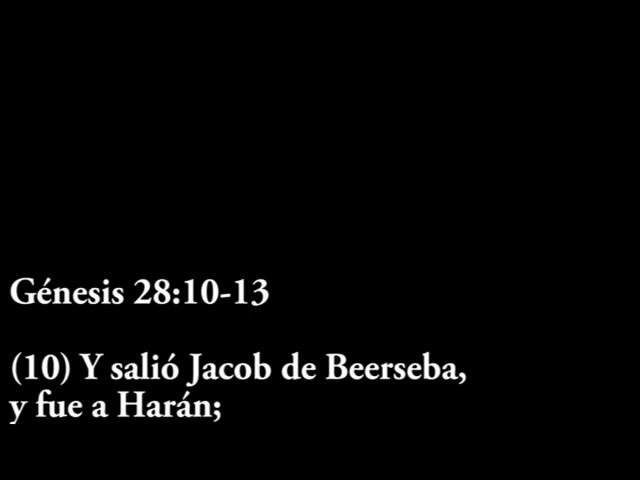 Génesis 28:10-13
(10) Y salió Jacob de Beerseba,
y fue a Harán;